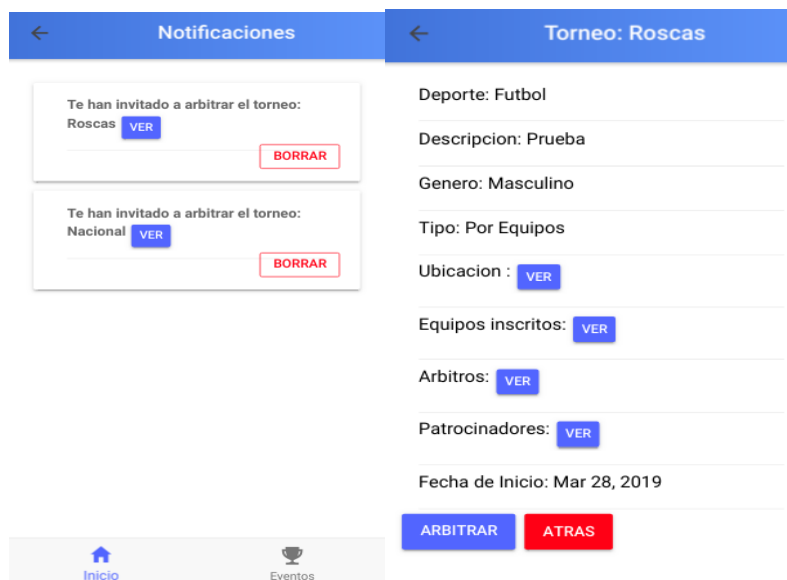 Notificaciones
Te han invitado a arbitrar el torneo:
Roscas VER
BORRAR
Te han invitado a arbitrar el torneo:
Nacional VER
BORRAR
Inicio
Eventos
Torneo: Roscas
Deporte: Futbol
Descripcion: Prueba
Genero: Masculino
Tipo: Por Equipos
Ubicacion : VER
Equipos inscritos: VER
Arbitros: VER
Patrocinadores: VER
Fecha de Inicio: Mar 28, 2019
ARBITRAR
ATRAS